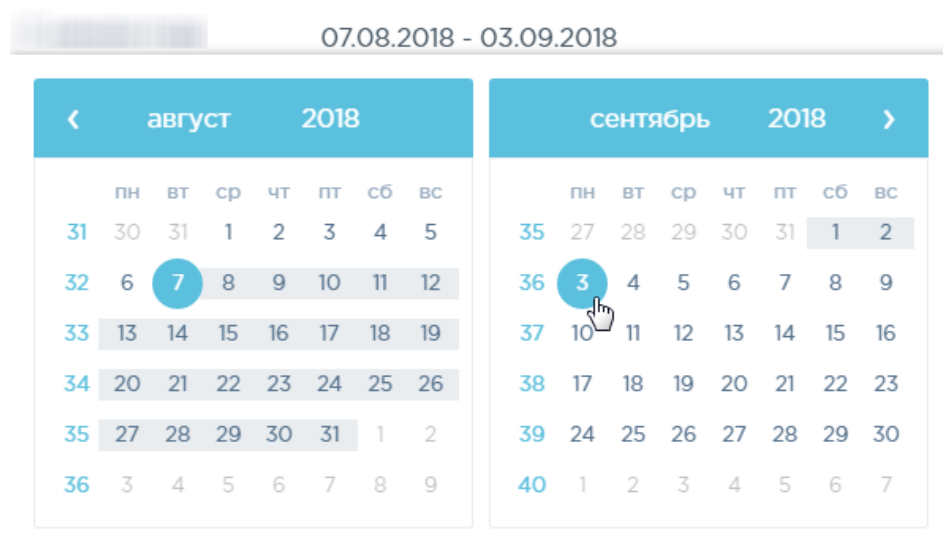 07.08.2018 - 03.09.2018
август 2018
пн вт ср чт пт сб вс
31 30 31 1 2 3 4 5
32 6 7 8 9 10 11 12
33 13 14 15 16 17 18 19
34 20 21 22 23 24 25 26
35 27 28 29 30 31 1 2
36 3 4 5 6 7 8 9
сентябрь 2018
пн вт ср чт пт сб вс
35 27 28 29 30 31 1 2
36 3 4 5 6 7 8 9
37 10 11 12 13 14 15 16
38 17 18 19 20 21 22 23
39 24 25 26 27 28 29 30
40 1 2 3 4 5 6 7